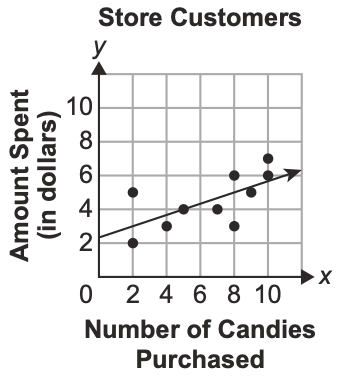 Store Customers
y
Amount Spent
(in dollars)
10
8
6
4
2
0 2 4 6 8 10
x
Number of Candies
Purchased